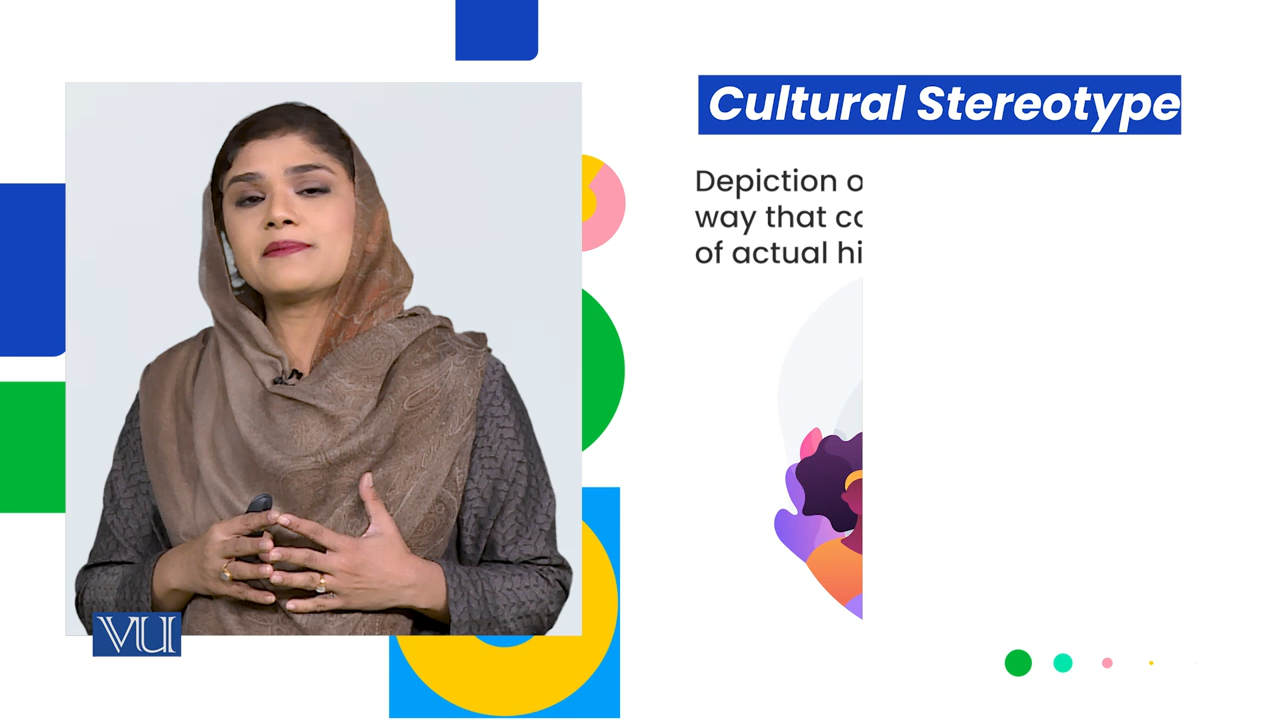 Cultural Stereotype
Depiction
way that
of actual
VU